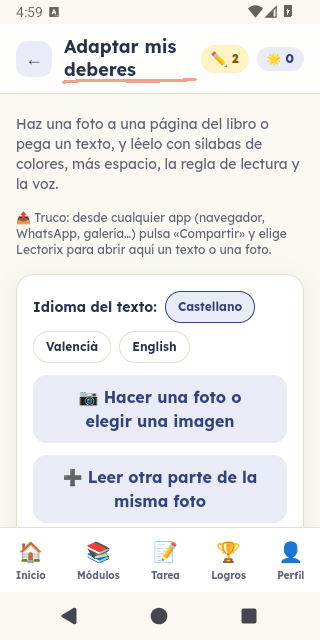 4:59 A
← Adaptar mis deberes ✏️ 2 🌟 0
Haz una foto a una página del libro o
pega un texto, y léelo con sílabas de
colores, más espacio, la regla de lectura y
la voz.
📤 Truco: desde cualquier app (navegador,
WhatsApp, galería…) pulsa «Compartir» y elige
Lectorix para abrir aquí un texto o una foto.
Idioma del texto: Castellano
Valencià English
📷 Hacer una foto o
elegir una imagen
➕ Leer otra parte de la
misma foto
Inicio Módulos Tarea Logros Perfil